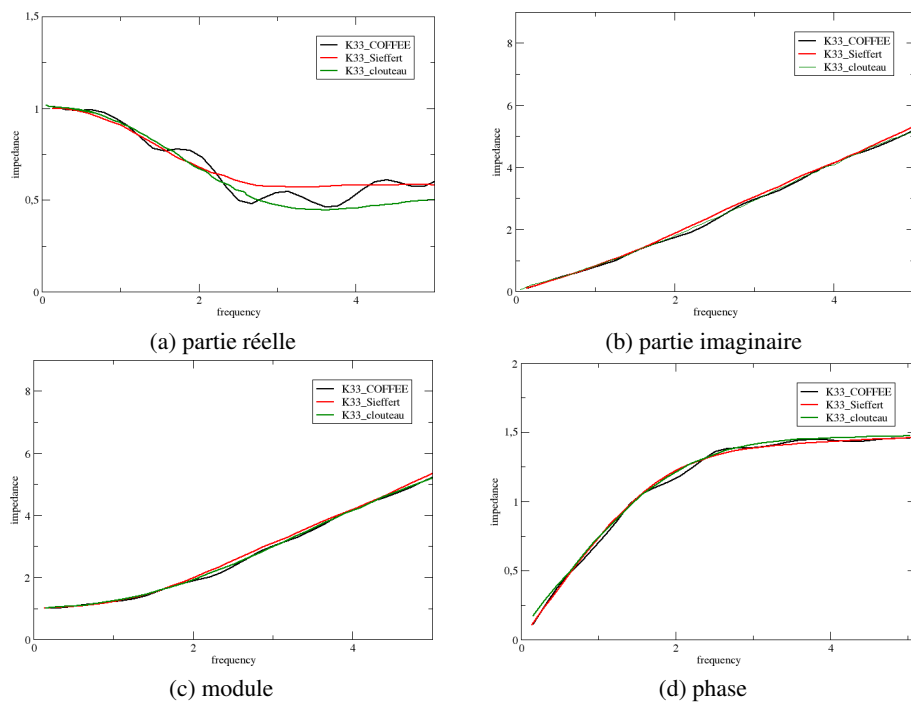 1,5
1
0,5
0
0
2
4
impedance
frequency
K33_COFFEE
K33_Sieffert
K33_clouteau
(a) partie réelle
8
6
4
2
0
0
2
4
impedance
frequency
K33_COFFEE
K33_Sieffert
K33_clouteau
(b) partie imaginaire
8
6
4
2
0
0
2
4
impedance
frequency
K33_COFFEE
K33_Sieffert
K33_clouteau
(c) module
2
1,5
1
0,5
0
0
2
4
impedance
frequency
K33_COFFEE
K33_Sieffert
K33_clouteau
(d) phase